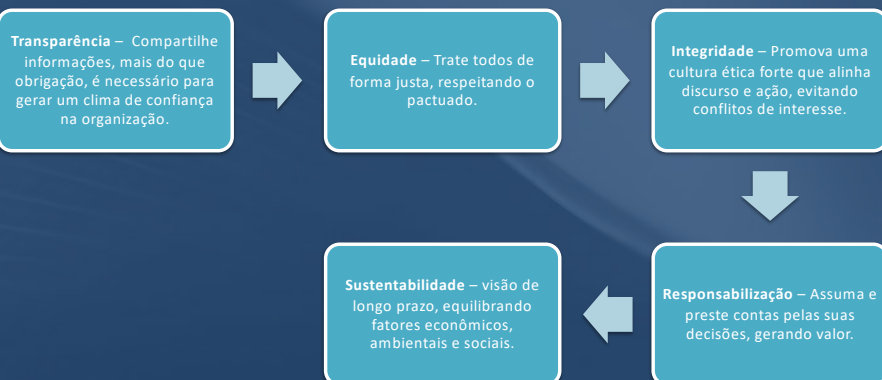 Transparência – Compartilhe
informações, mais do que
obrigação, é necessário para
gerar um clima de confiança
na organização.
Equidade – Trate todos de
forma justa, respeitando o
pactuado.
Integridade – Promova uma
cultura ética forte que alinha
discurso e ação, evitando
conflitos de interesse.
Responsabilização – Assuma e
preste contas pelas suas
decisões, gerando valor.
Sustentabilidade – visão de
longo prazo, equilibrando
fatores econômicos,
ambientais e sociais.